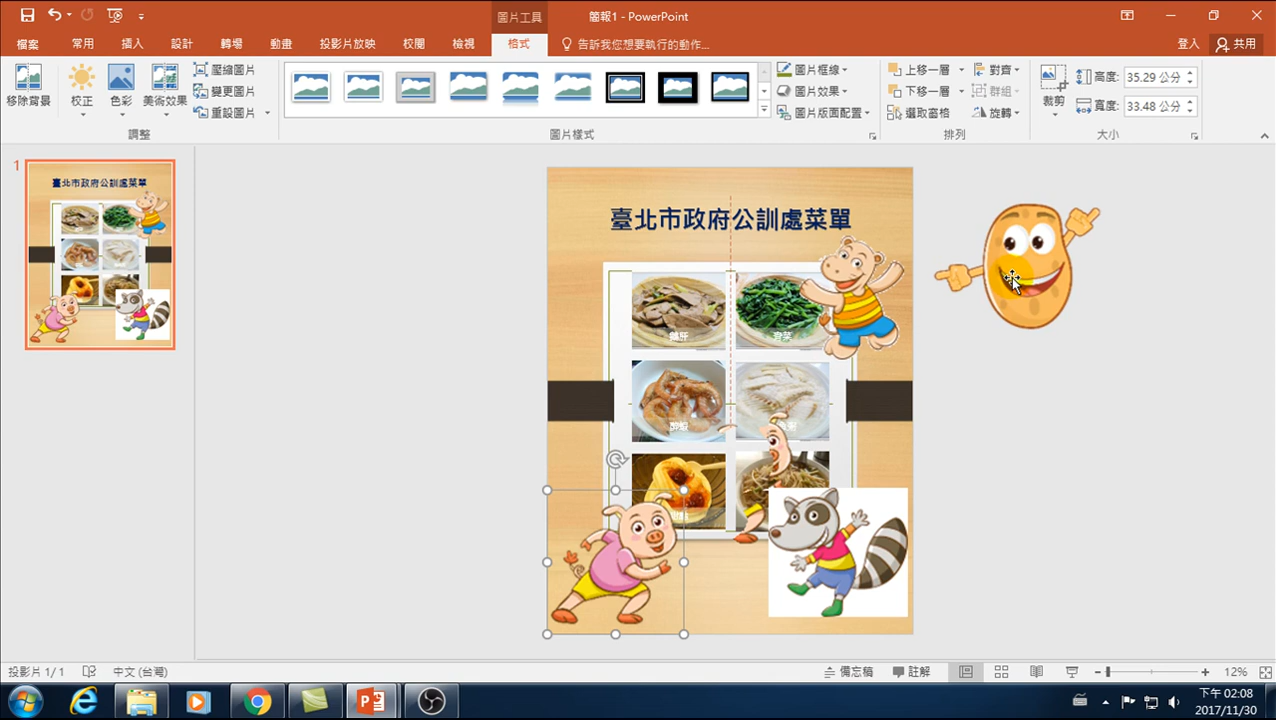 圖片工具
簡報1 - PowerPoint
檔案
常用
插入
設計
轉場
動畫
投影片放映
校閱
檢視
格式
告訴我您想要執行的動作...
登入
共用
移除背景
校正
色彩
美術效果
壓縮圖片
變更圖片
重設圖片
調整
圖片樣式
圖片框線
圖片效果
圖片版面配置
上移一層
下移一層
選取窗格
對齊
群組
旋轉
排列
裁剪
高度: 35.29 公分
寬度: 33.48 公分
大小
1
臺北市政府公訓處菜單
臺北市政府公訓處菜單
青菜
投影片 1/1
中文 (台灣)
備忘稿
註解
12%
下午 02:08
2017/11/30